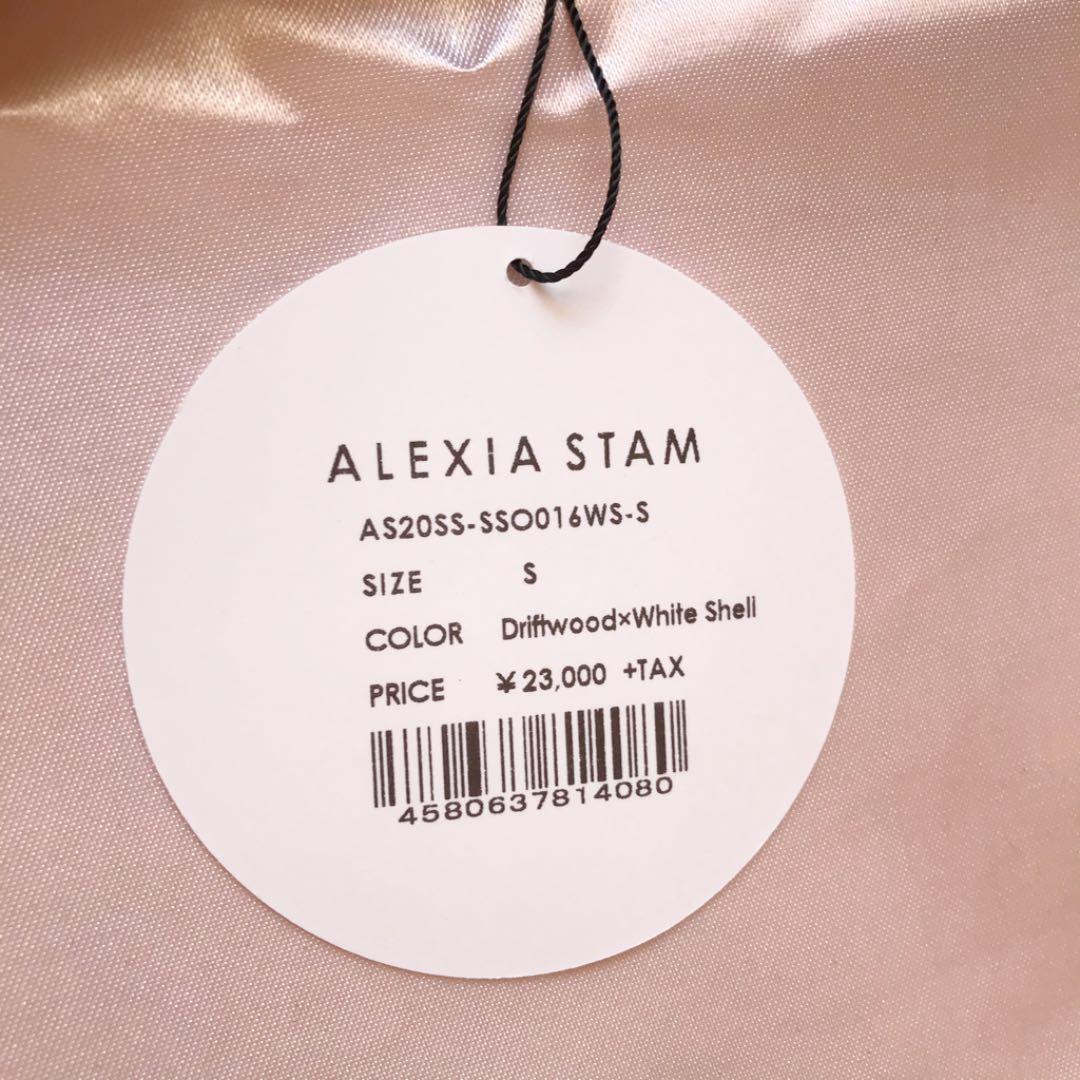 ALEXIA STAM
AS20SS-SSO016WS-S
SIZE S
COLOR Driftwood×White Shell
PRICE ¥23,000 +TAX
4580637814080